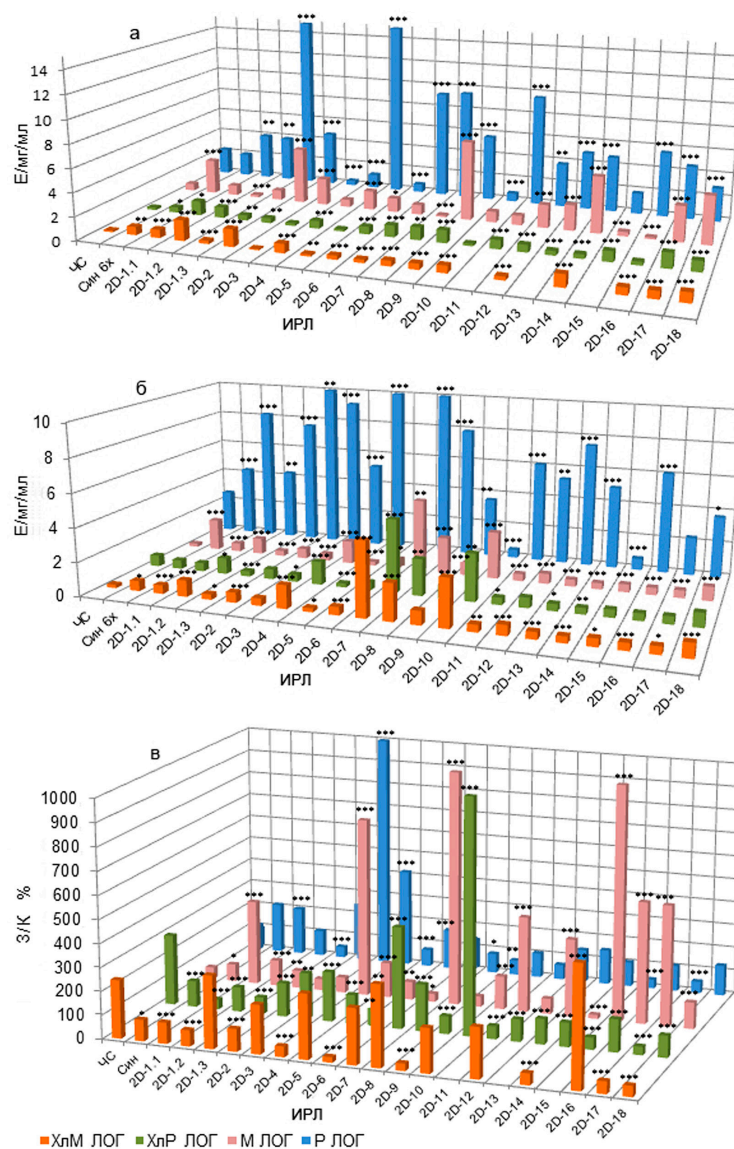 а
14
12
10
8
6
4
2
0
Е/мг/мл
ЧС
Син 6х
2D-1.1
2D-1.2
2D-1.3
2D-2
2D-3
2D-4
2D-5
2D-6
2D-7
2D-8
2D-9
2D-10
2D-11
2D-12
2D-13
2D-14
2D-15
2D-16
2D-17
2D-18
ИРЛ
б
10
8
6
4
2
0
Е/мг/мл
ЧС
Син 6х
2D-1.1
2D-1.2
2D-1.3
2D-2
2D-3
2D-4
2D-5
2D-6
2D-7
2D-8
2D-9
2D-10
2D-11
2D-12
2D-13
2D-14
2D-15
2D-16
2D-17
2D-18
ИРЛ
в
1000
900
800
700
600
500
400
300
200
100
0
З/К %
ЧС
Син
2D-1.1
2D-1.2
2D-1.3
2D-2
2D-3
2D-4
2D-5
2D-6
2D-7
2D-8
2D-9
2D-10
2D-11
2D-12
2D-13
2D-14
2D-15
2D-16
2D-17
2D-18
ИРЛ
ХлМ ЛОГ ХлР ЛОГ М ЛОГ Р ЛОГ